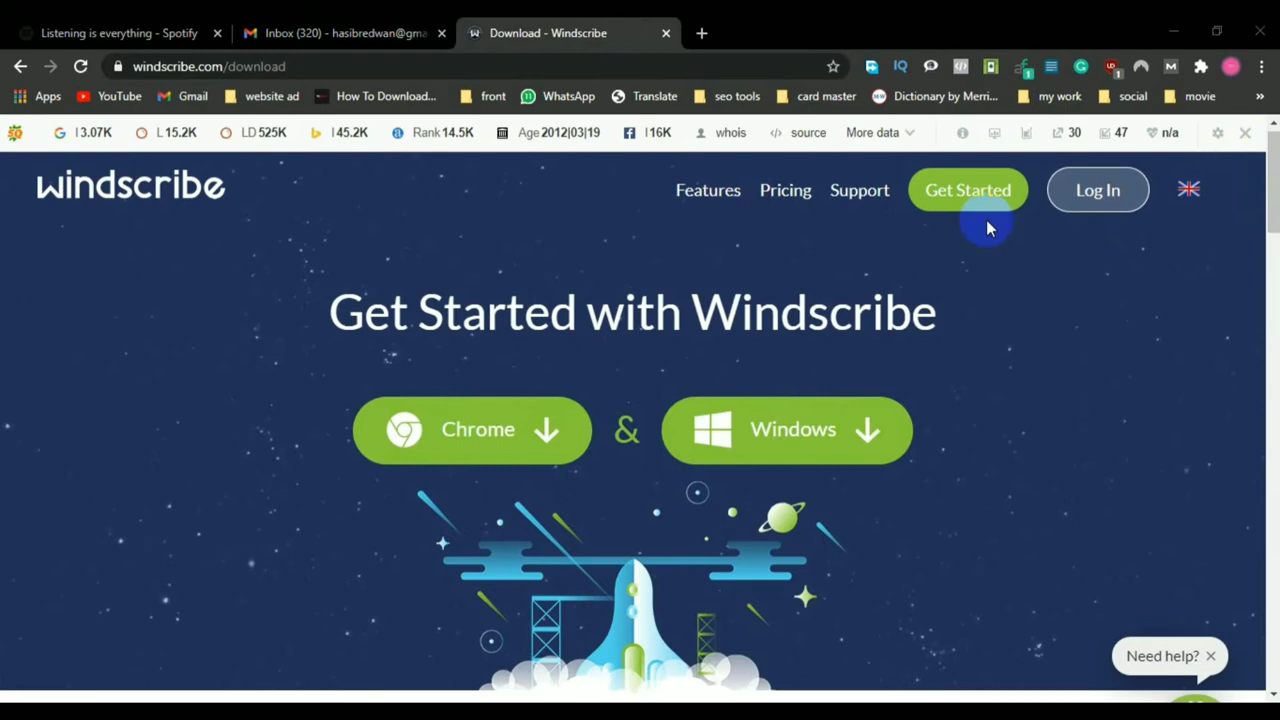 Listening is everything - Spotify
Inbox (320) - hasibredwan@gma
Download - Windscribe
windscribe.com/download
Apps YouTube Gmail website ad How To Download... front WhatsApp Translate seo tools card master Dictionary by Merri... my work social movie »
I 3.07K L 15.2K LD 525K I 45.2K Rank 14.5K Age 2012|03|19 I 16K whois source More data 30 47 n/a
windscribe
Features Pricing Support Get Started Log In
Get Started with Windscribe
Chrome & Windows
Need help?